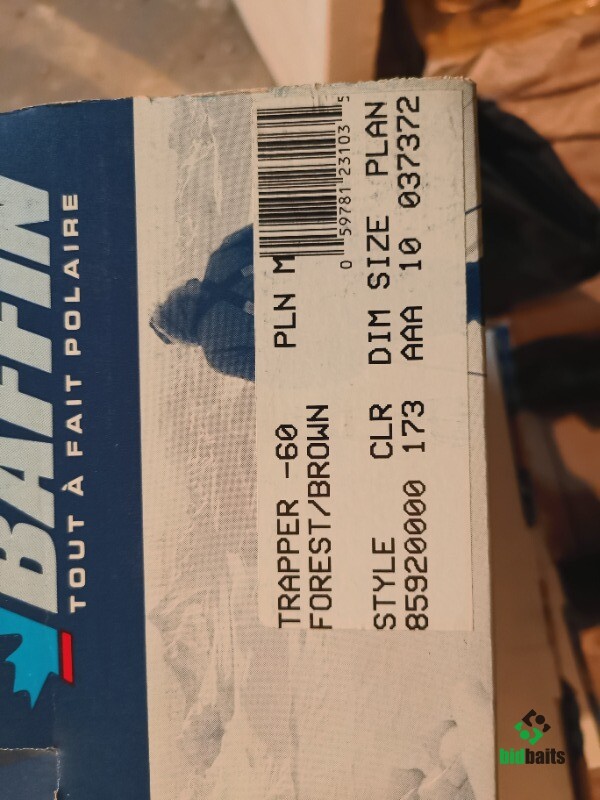 BAFFIN
TOUT À FAIT POLAIRE
TRAPPER -60 PLN M
FOREST/BROWN
0 59781 23103 5
STYLE CLR DIM SIZE PLAN
85920000 173 AAA 10 037372
bidbaits